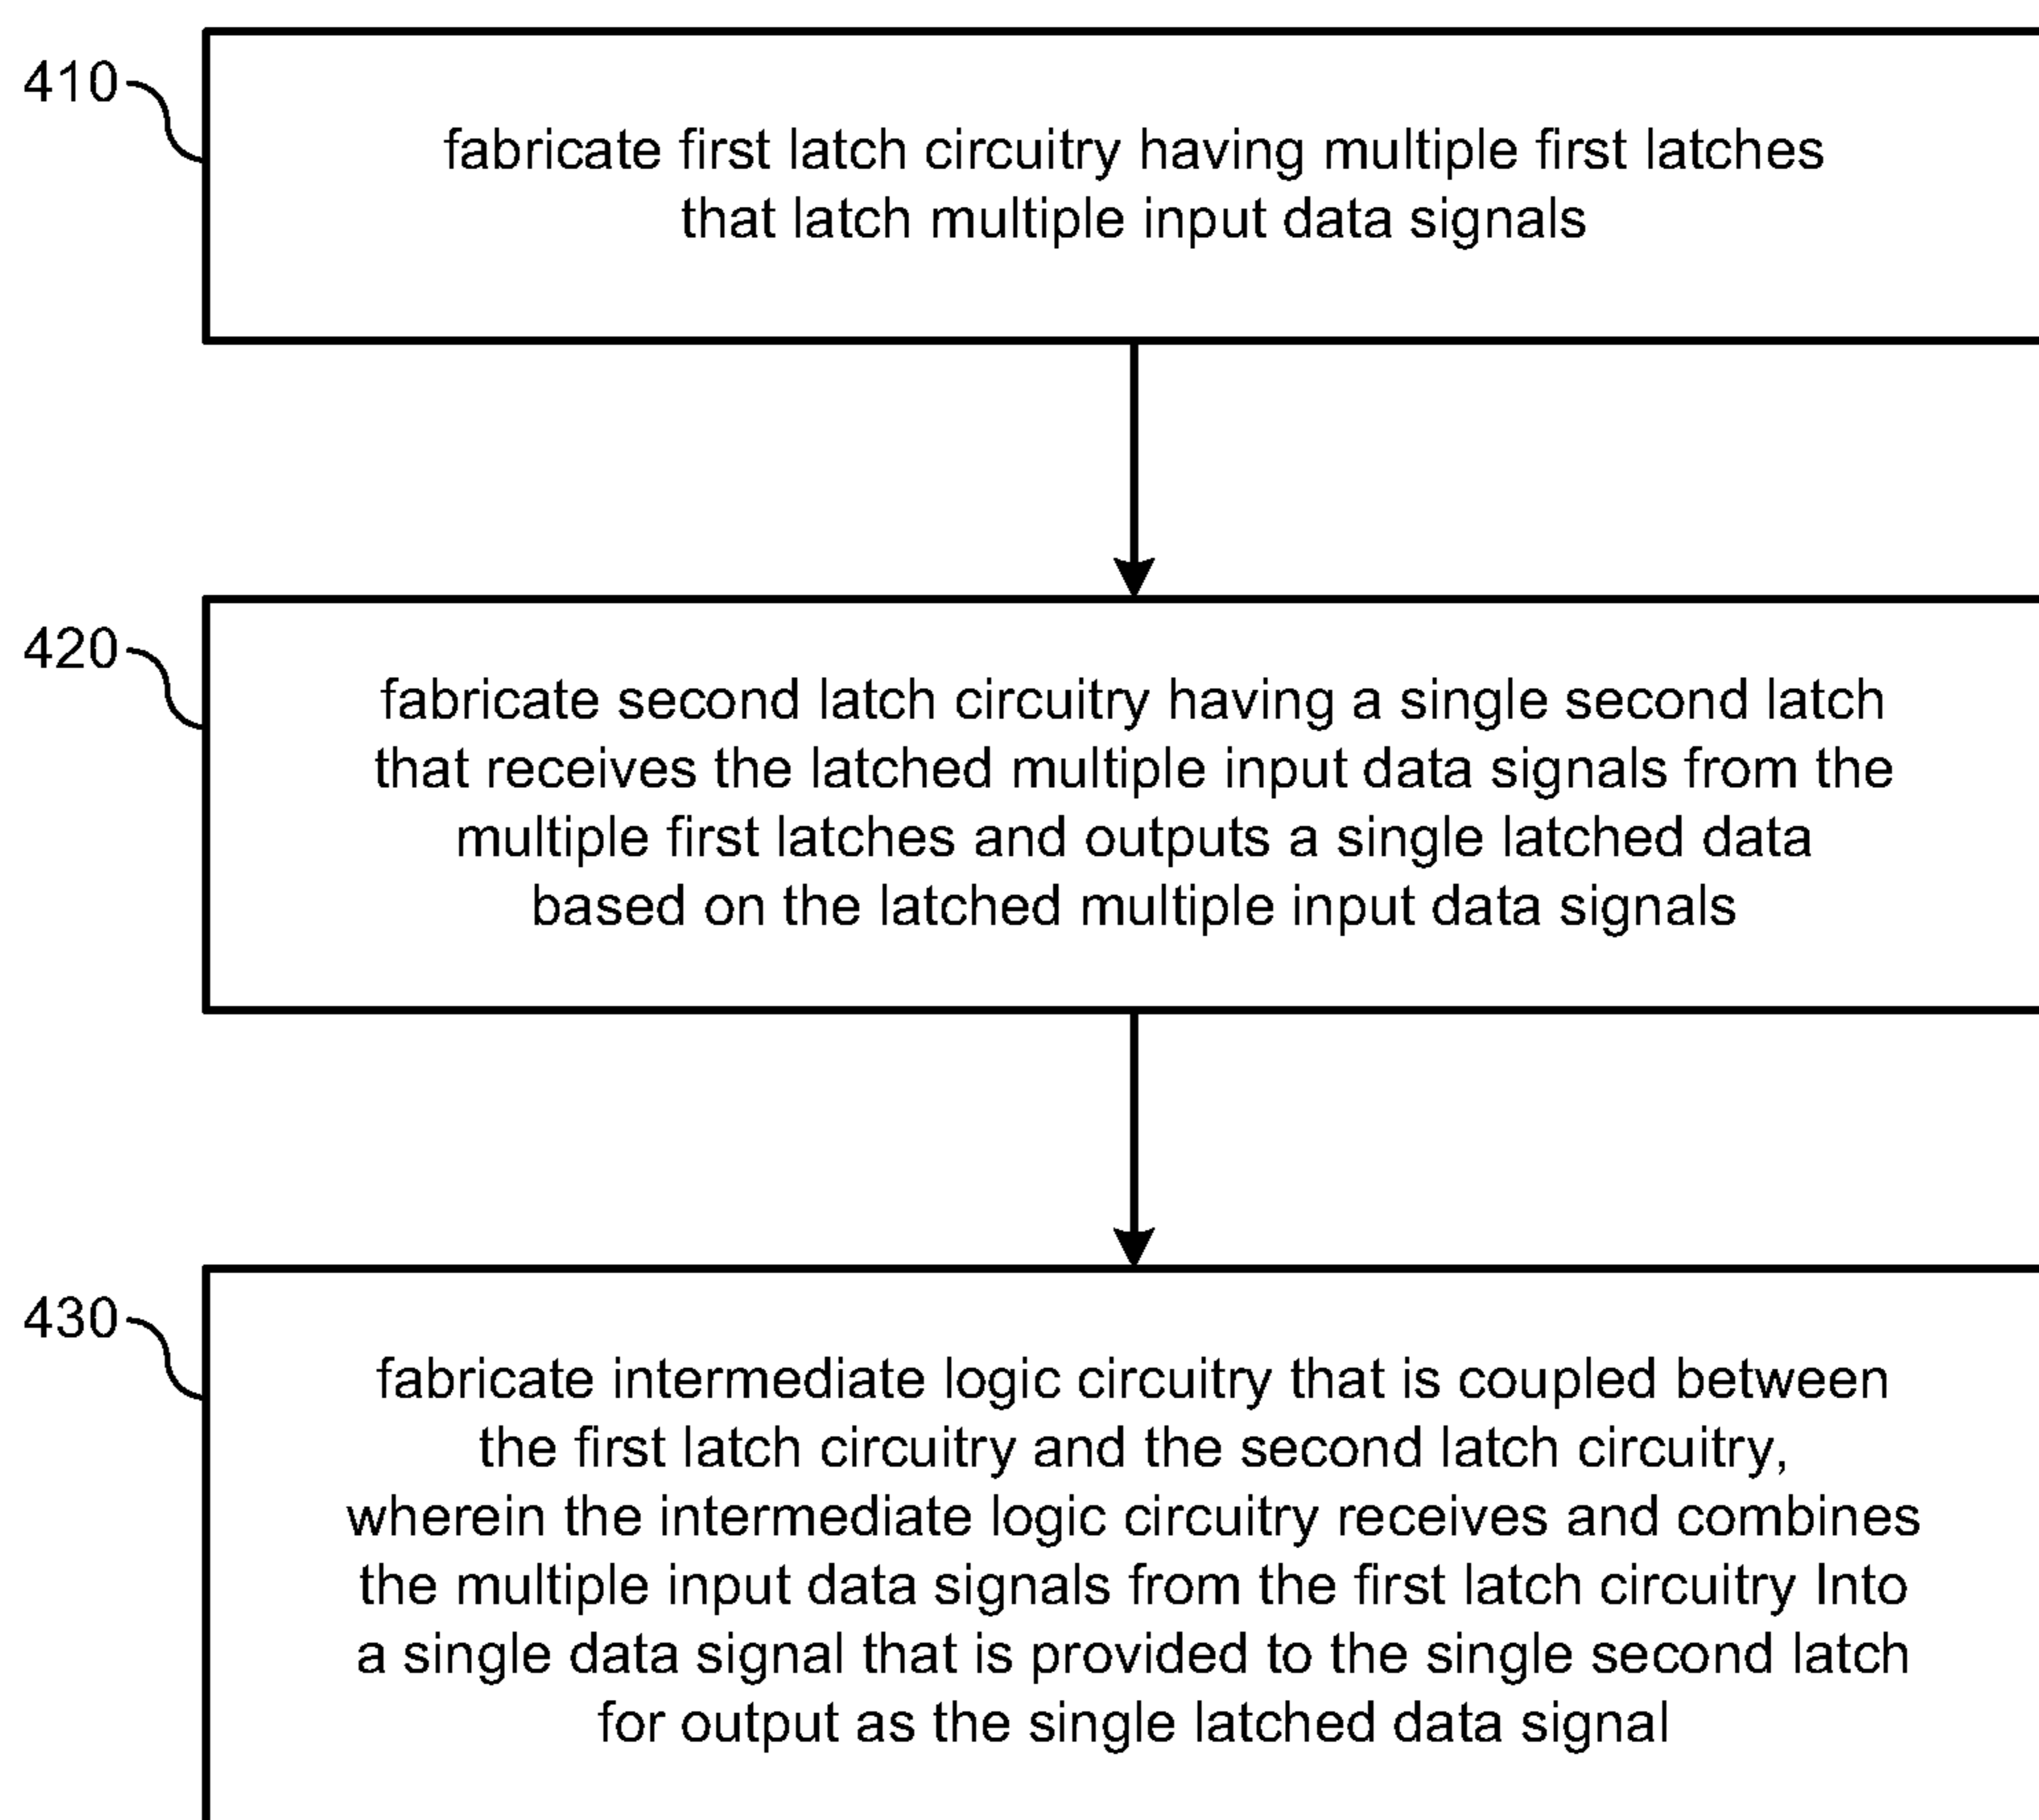 410
fabricate first latch circuitry having multiple first latches
that latch multiple input data signals
420
fabricate second latch circuitry having a single second latch
that receives the latched multiple input data signals from the
multiple first latches and outputs a single latched data
based on the latched multiple input data signals
430
fabricate intermediate logic circuitry that is coupled between
the first latch circuitry and the second latch circuitry,
wherein the intermediate logic circuitry receives and combines
the multiple input data signals from the first latch circuitry Into
a single data signal that is provided to the single second latch
for output as the single latched data signal